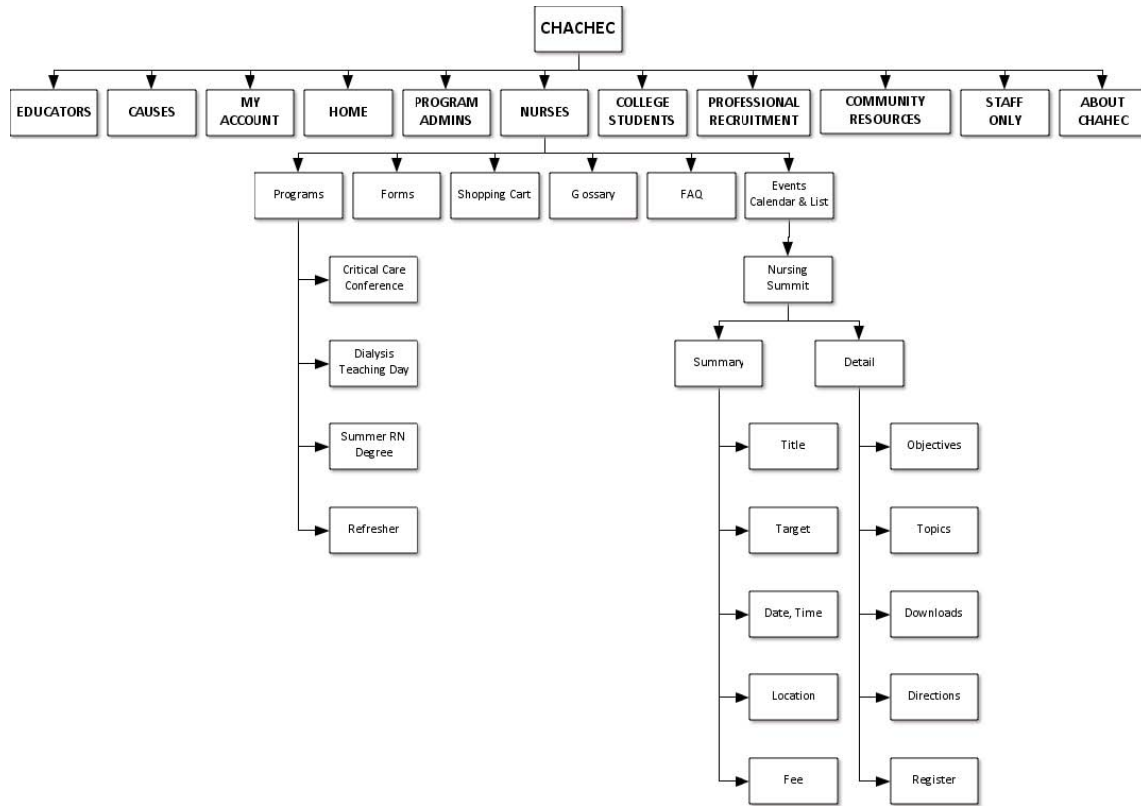 CHACHEC
EDUCATORS
CAUSES
MY
ACCOUNT
HOME
PROGRAM
ADMINS
NURSES
COLLEGE
STUDENTS
PROFESSIONAL
RECRUITMENT
COMMUNITY
RESOURCES
STAFF
ONLY
ABOUT
CHAHEC
Programs
Forms
Shopping Cart
Glossary
FAQ
Events
Calendar & List
Critical Care
Conference
Dialysis
Teaching Day
Summer RN
Degree
Refresher
Nursing
Summit
Summary
Detail
Title
Target
Date, Time
Location
Fee
Objectives
Topics
Downloads
Directions
Register